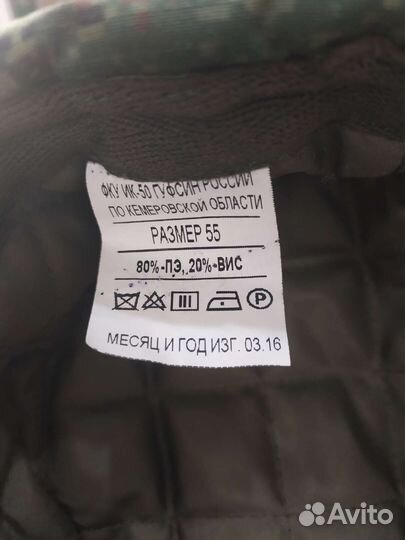 ФКУ ИК-50 ГУФСИН РОССИИ
ПО КЕМЕРОВСКОЙ ОБЛАСТИ
РАЗМЕР 55
80%-ПЭ, 20%-ВИС
P
МЕСЯЦ И ГОД ИЗГ. 03.16
Avito